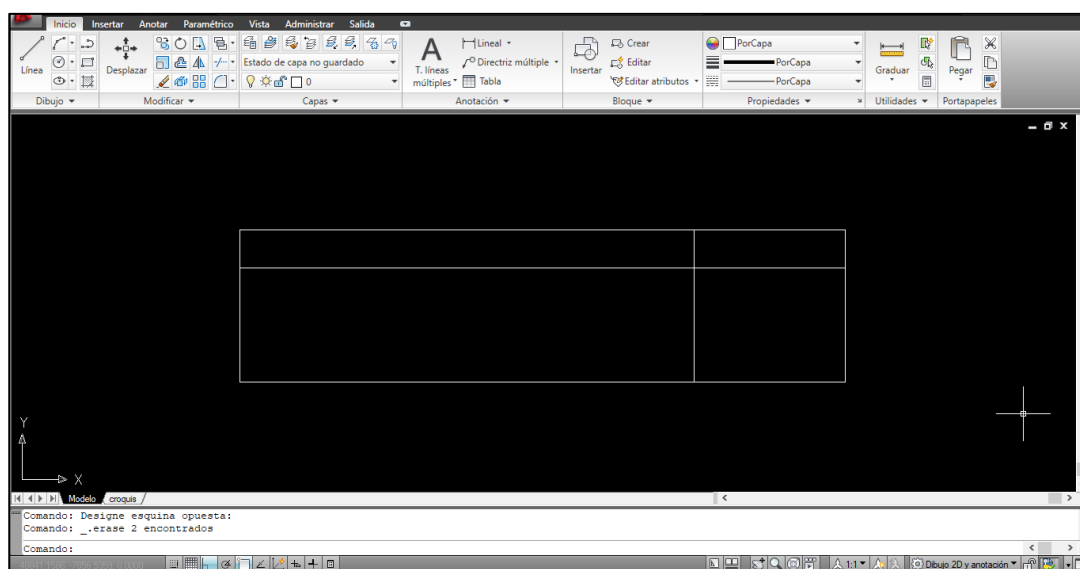 Inicio Insertar Anotar Paramétrico Vista Administrar Salida
Línea
Desplazar
Estado de capa no guardado
0
A
T. líneas múltiples
Lineal
Directriz múltiple
Tabla
Insertar
Crear
Editar
Editar atributos
PorCapa
PorCapa
PorCapa
Graduar
Pegar
Dibujo Modificar Capas Anotación Bloque Propiedades Utilidades Portapapeles
Y
X
Modelo croquis
Comando: Designe esquina opuesta:
Comando: _.erase 2 encontrados
Comando:
1:1 Dibujo 2D y anotación